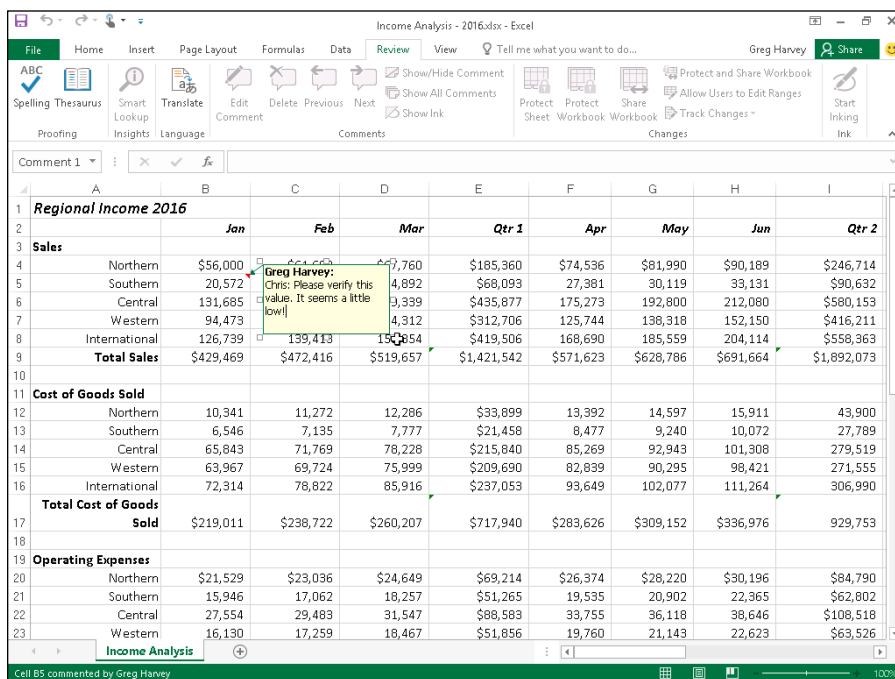 Income Analysis - 2016.xlsx - Excel
File Home Insert Page Layout Formulas Data Review View Tell me what you want to do... Greg Harvey Share
ABC
Spelling Thesaurus Smart Lookup Translate Edit Comment Delete Previous Next Show/Hide Comment Show All Comments Show Ink Protect Sheet Protect Workbook Share Workbook Protect and Share Workbook Allow Users to Edit Ranges Track Changes Start Inking
Proofing Insights Language Comments Changes Ink
Comment 1 fx
A B C D E F G H I
1 Regional Income 2016
2 Jan Feb Mar Qtr 1 Apr May Jun Qtr 2
3 Sales
4 Northern $56,000 $185,360 $74,536 $81,990 $90,189 $246,714
Greg Harvey:
Chris: Please verify this
value. It seems a little
low!
5 Southern 20,572 $68,093 27,381 30,119 33,131 $90,632
6 Central 131,685 $435,877 175,273 192,800 212,080 $580,153
7 Western 94,473 $312,706 125,744 138,318 152,150 $416,211
8 International 126,739 139,413 $419,506 168,690 185,559 204,114 $558,363
9 Total Sales $429,469 $472,416 $519,657 $1,421,542 $571,623 $628,786 $691,664 $1,892,073
10
11 Cost of Goods Sold
12 Northern 10,341 11,272 12,286 $33,899 13,392 14,597 15,911 43,900
13 Southern 6,546 7,135 7,777 $21,458 8,477 9,240 10,072 27,789
14 Central 65,843 71,769 78,228 $215,840 85,269 92,943 101,308 279,519
15 Western 63,967 69,724 75,999 $209,690 82,839 90,295 98,421 271,555
16 International 72,314 78,822 85,916 $237,053 93,649 102,077 111,264 306,990
Total Cost of Goods
17 Sold $219,011 $238,722 $260,207 $717,940 $283,626 $309,152 $336,976 929,753
18
19 Operating Expenses
20 Northern $21,529 $23,036 $24,649 $69,214 $26,374 $28,220 $30,196 $84,790
21 Southern 15,946 17,062 18,257 $51,265 19,535 20,902 22,365 $62,802
22 Central 27,554 29,483 31,547 $88,583 33,755 36,118 38,646 $108,518
23 Western 16,130 17,259 18,467 $51,856 19,760 21,143 22,623 $63,526
Income Analysis
Cell B5 commented by Greg Harvey 100%